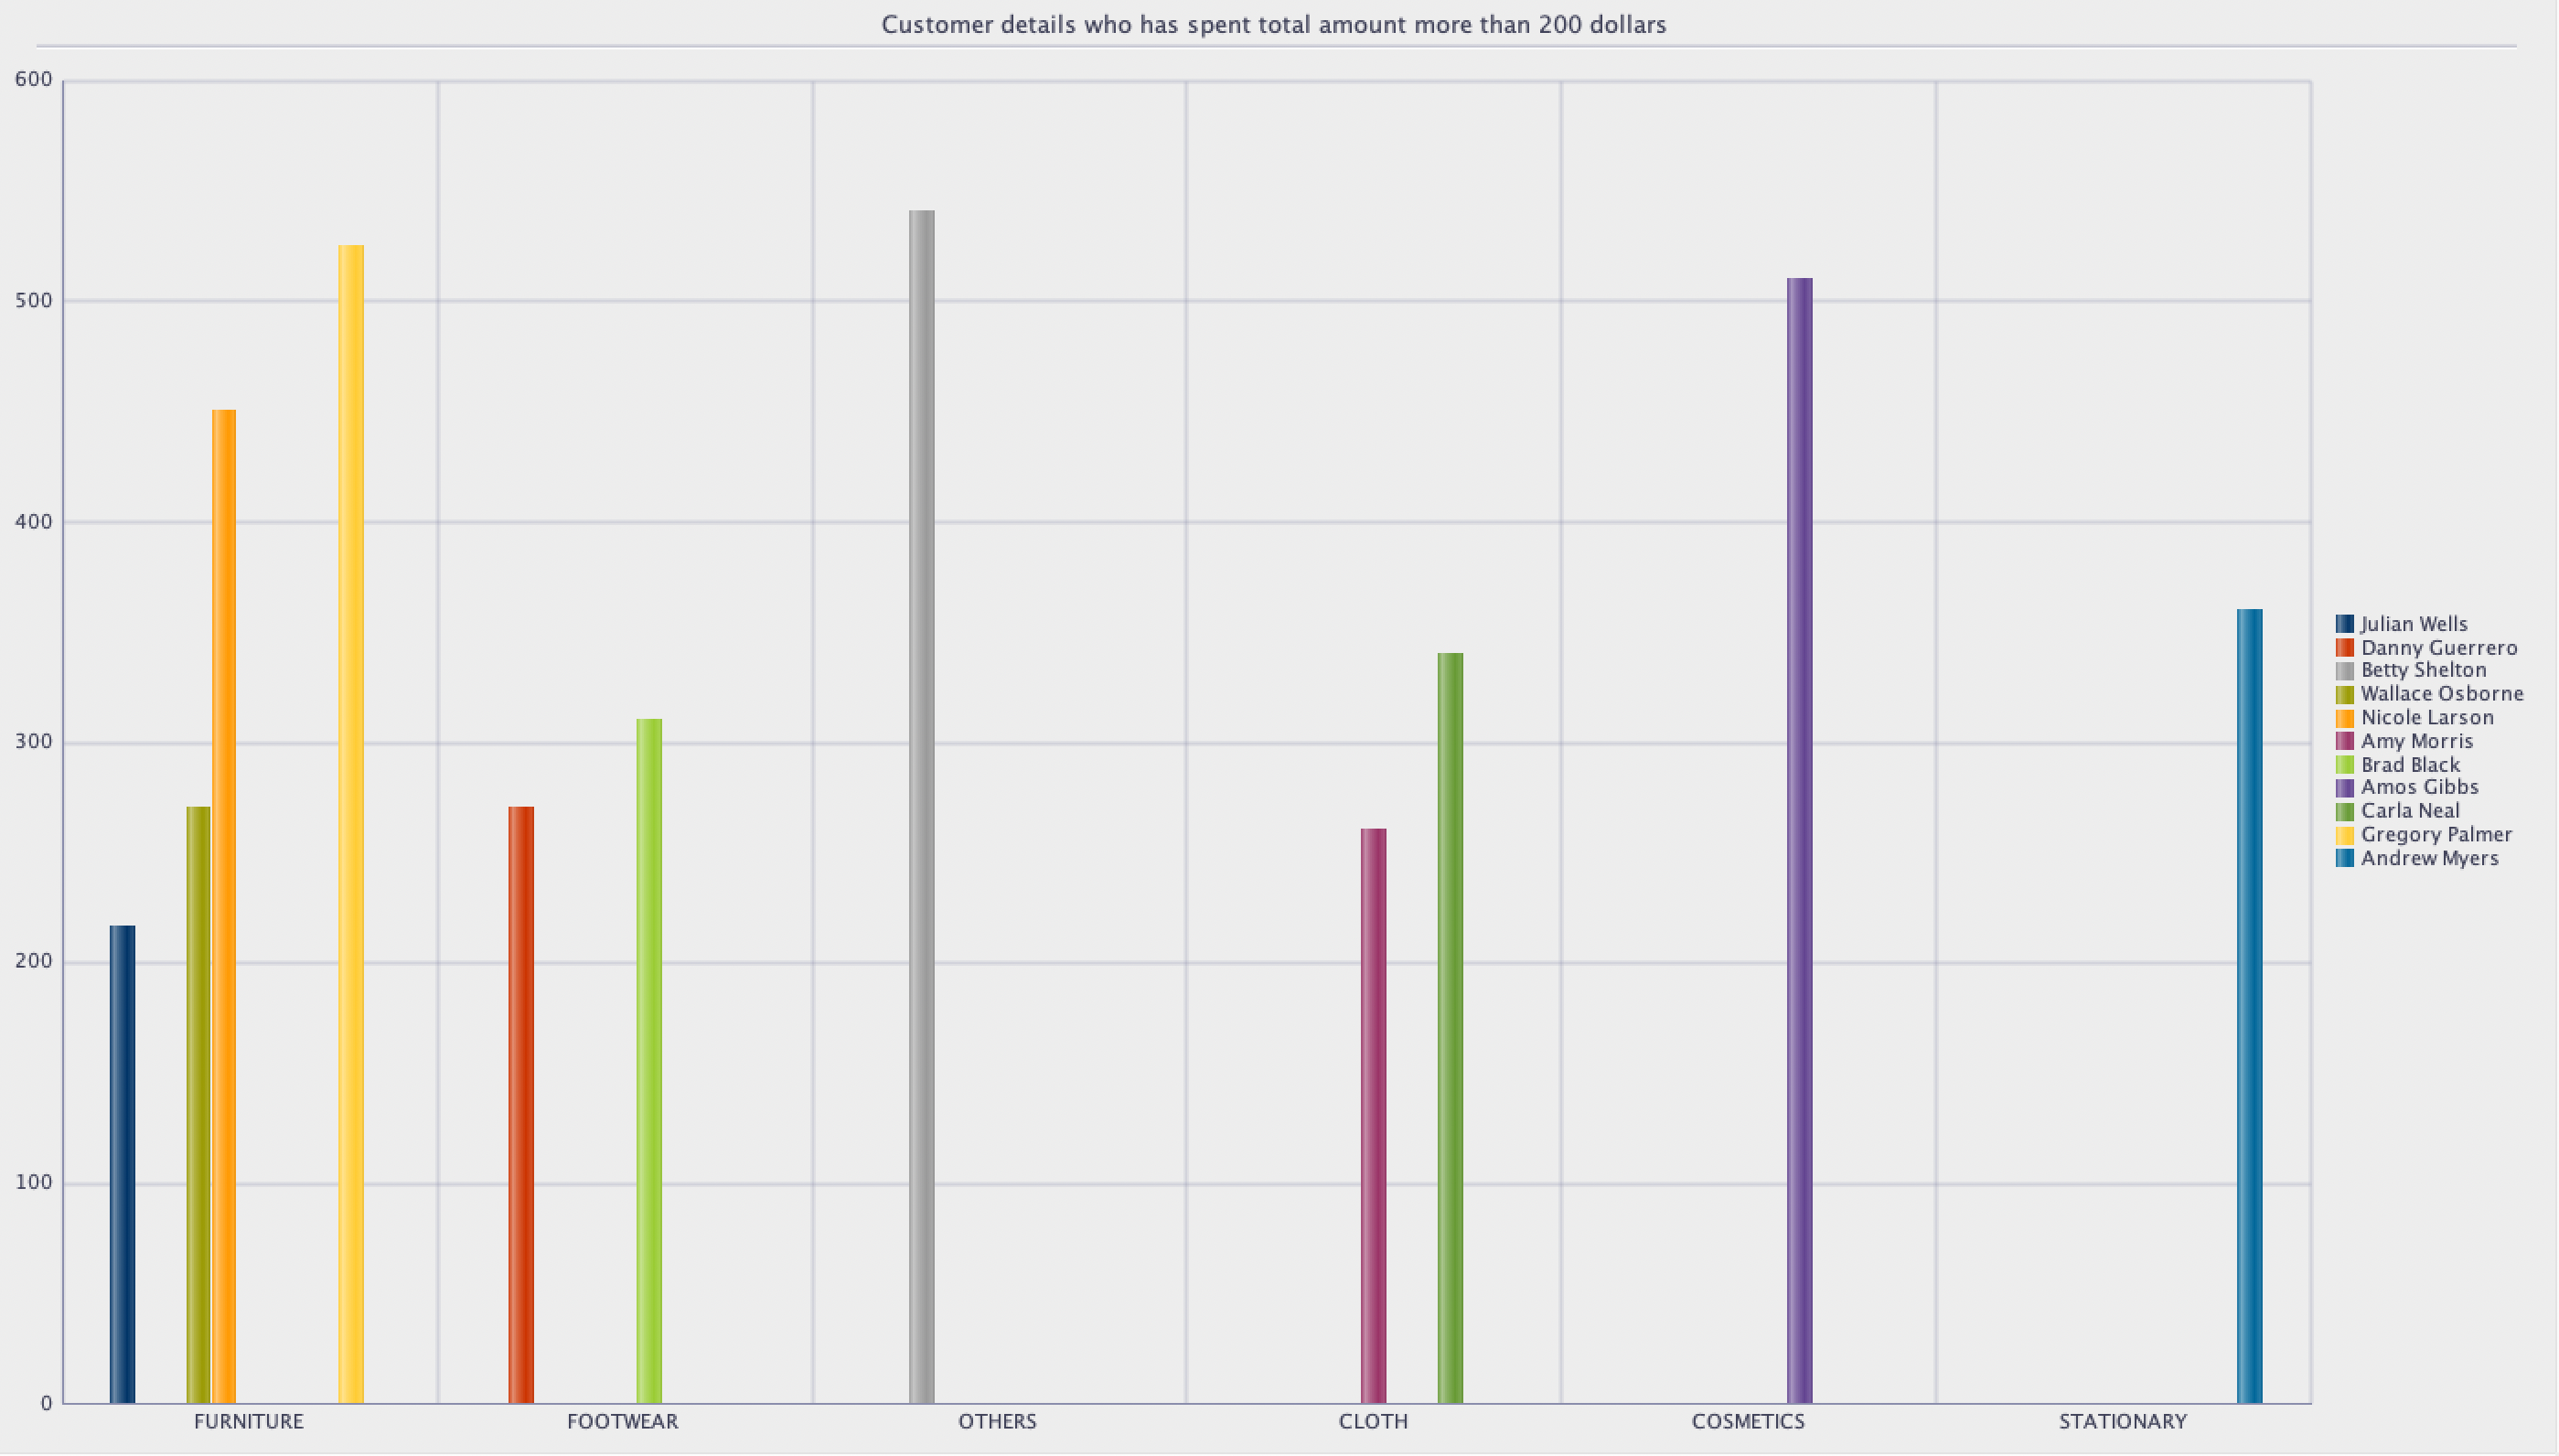 Customer details who has spent total amount more than 200 dollars
600
500
400
300
200
100
0
FURNITURE FOOTWEAR OTHERS CLOTH COSMETICS STATIONARY
Julian Wells
Danny Guerrero
Betty Shelton
Wallace Osborne
Nicole Larson
Amy Morris
Brad Black
Amos Gibbs
Carla Neal
Gregory Palmer
Andrew Myers